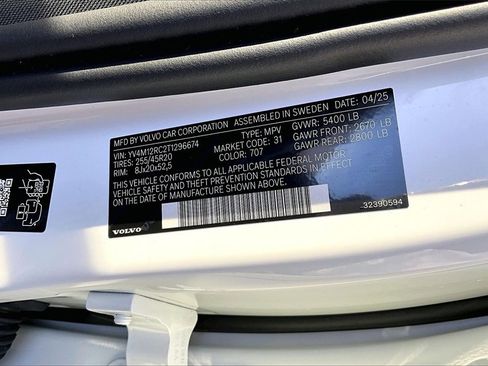 MFD BY VOLVO CAR CORPORATION ASSEMBLED IN SWEDEN DATE: 04/25
VIN: YV4M12RC2T1296674 TYPE: MPV GVWR: 5400 LB
TIRES: 255/45R20 MARKET CODE: 31 GAWR FRONT: 2670 LB
RIM: 8Jx20x52,5 COLOR: 707 GAWR REAR: 2800 LB
THIS VEHICLE CONFORMS TO ALL APPLICABLE FEDERAL MOTOR
VEHICLE SAFETY AND THEFT PREVENTION STANDARDS IN EFFECT
ON THE DATE OF MANUFACTURE SHOWN ABOVE.
VOLVO 32390594